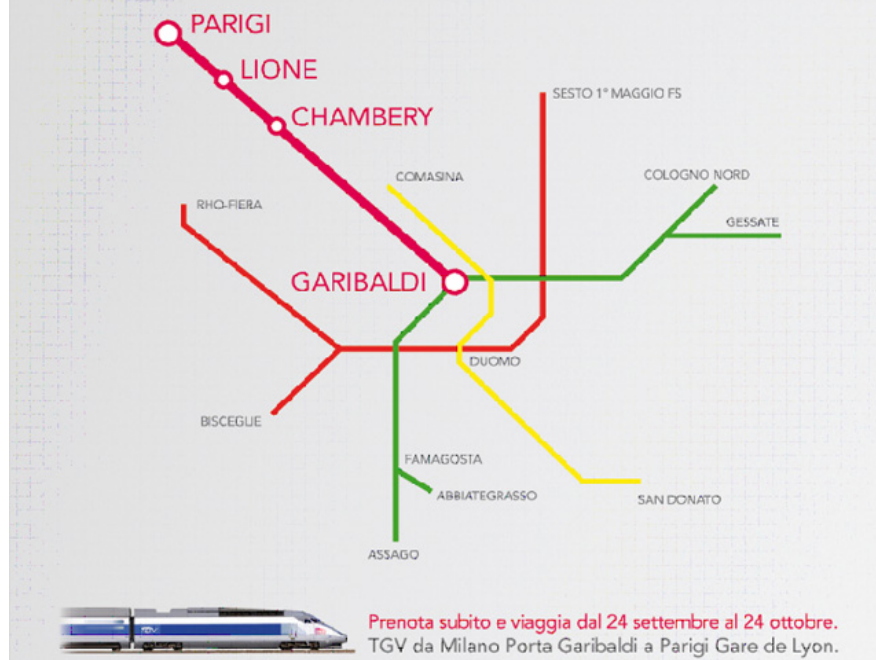 PARIGI
LIONE
CHAMBERY
SESTO 1° MAGGIO FS
COMASINA
COLOGNO NORD
RHO-FIERA
GESSATE
GARIBALDI
DUOMO
BISCEGLIE
FAMAGOSTA
ABBIATEGRASSO
SAN DONATO
ASSAGO
TGV
Prenota subito e viaggia dal 24 settembre al 24 ottobre.
TGV da Milano Porta Garibaldi a Parigi Gare de Lyon.